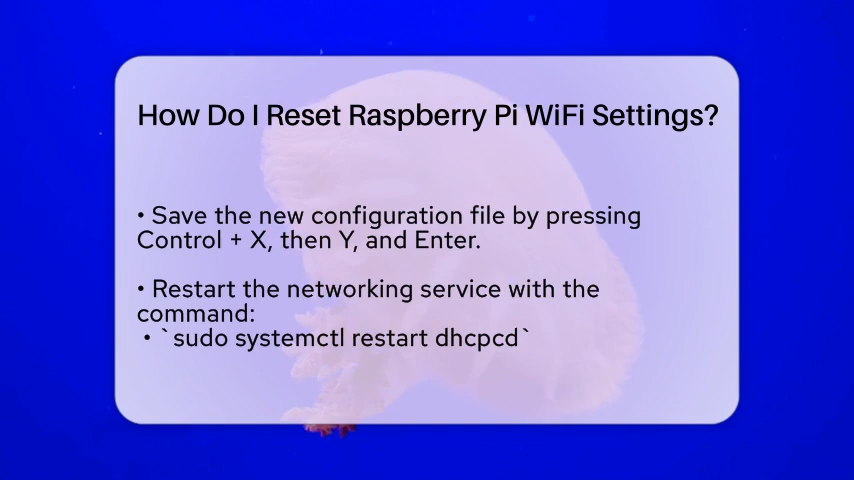 How Do I Reset Raspberry Pi WiFi Settings?
• Save the new configuration file by pressing
Control + X, then Y, and Enter.
• Restart the networking service with the
command:
• `sudo systemctl restart dhcpcd`